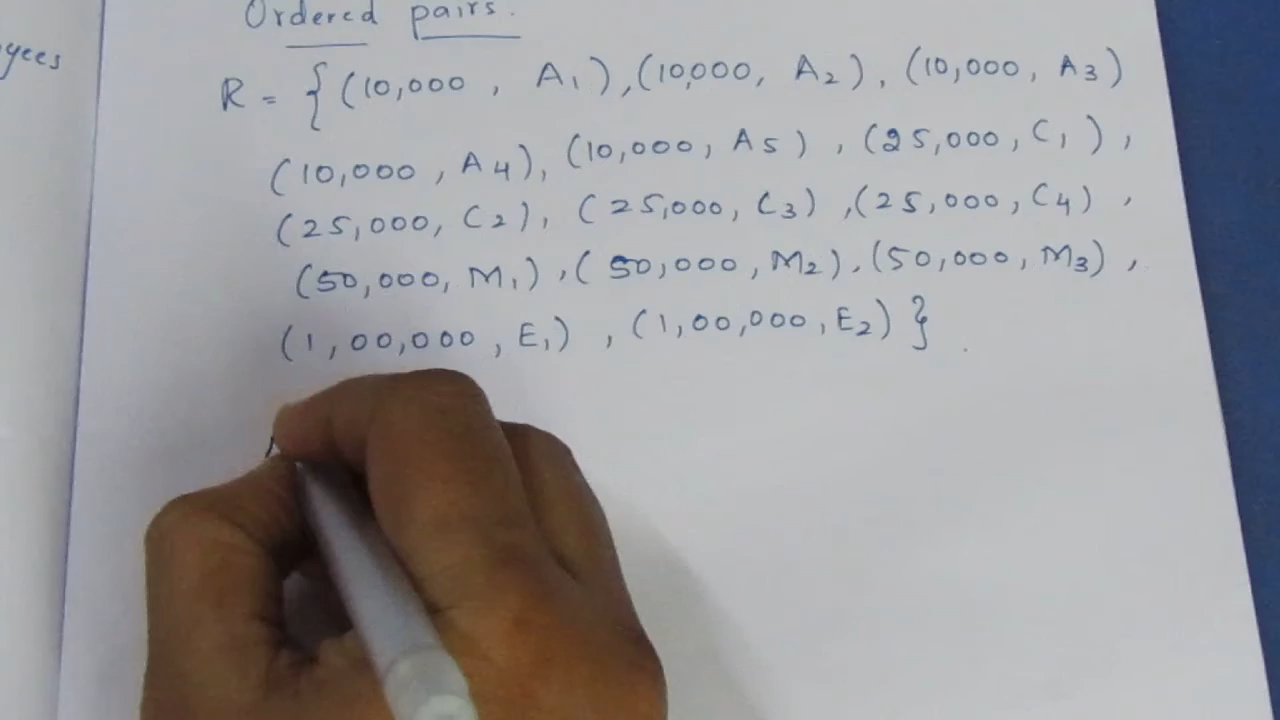 Ordered pairs.
R = { (10,000 , A1), (10,000, A2), (10,000, A3)
(10,000, A4), (10,000, A5) , (25,000, C1) ,
(25,000, C2), (25,000, C3) , (25,000, C4) ,
(50,000, M1) , (50,000, M2), (50,000, M3) ,
(1,00,000, E1) , (1,00,000, E2) } .